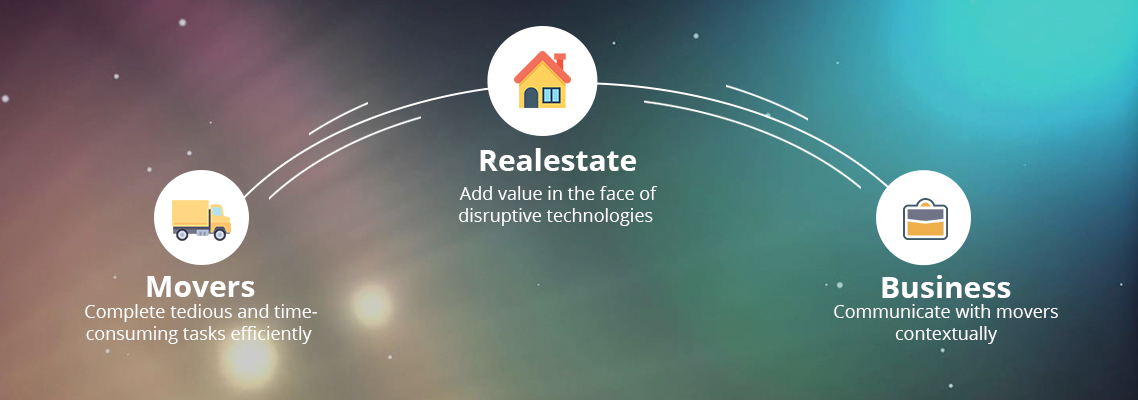 Realestate
Add value in the face of
disruptive technologies
Movers
Complete tedious and time-
consuming tasks efficiently
Business
Communicate with movers
contextually